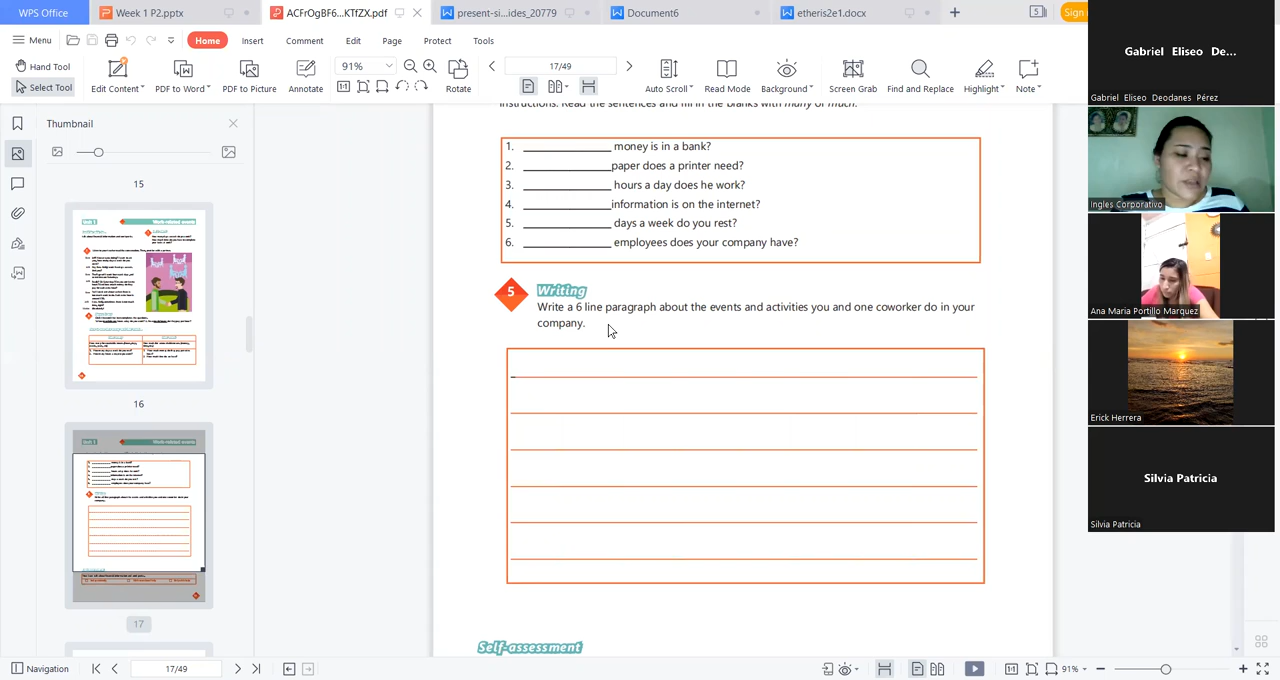 WPS Office
Week 1 P2.pptx
ACFrOgBF6...KTfZX.pdf
present-si...ides_20779
Document6
etheris2e1.docx
Sign
Menu
Home
Insert
Comment
Edit
Page
Protect
Tools
Hand Tool
Select Tool
Edit Content
PDF to Word
PDF to Picture
Annotate
91%
Rotate
17/49
Auto Scroll
Read Mode
Background
Screen Grab
Find and Replace
Highlight
Note
Thumbnail
15
16
17
Instructions: Read the sentences and fill in the blanks with many or much.
1. ______________ money is in a bank?
2. ______________paper does a printer need?
3. ______________ hours a day does he work?
4. ______________information is on the internet?
5. ______________ days a week do you rest?
6. ______________ employees does your company have?
5 Writing
Write a 6 line paragraph about the events and activities you and one coworker do in your
company.
Self-assessment
Gabriel Eliseo De...
Gabriel Eliseo Deodanes Pérez
Ingles Corporativo
Ana Maria Portillo Marquez
Erick Herrera
Silvia Patricia
Silvia Patricia
Navigation
17/49
91%